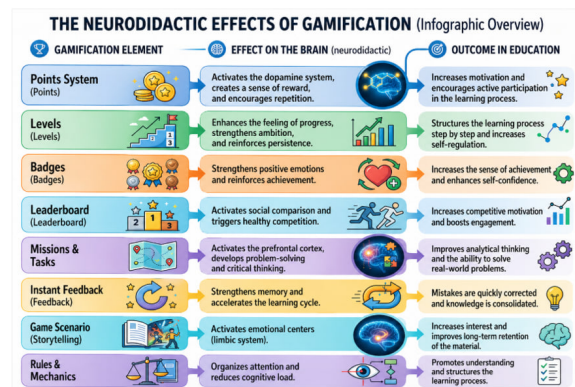 THE NEURODIDACTIC EFFECTS OF GAMIFICATION (Infographic Overview)
GAMIFICATION ELEMENT
EFFECT ON THE BRAIN (neurodidactic)
OUTCOME IN EDUCATION
Points System
(Points)
Activates the dopamine system,
creates a sense of reward,
and encourages repetition.
Increases motivation and
encourages active participation
in the learning process.
Levels
(Levels)
1
2
3
Enhances the feeling of progress,
strengthens ambition,
and reinforces persistence.
Structures the learning process
step by step and increases
self-regulation.
Badges
(Badges)
Strengthens positive emotions
and reinforces achievement.
Increases the sense of achievement
and enhances self-confidence.
Leaderboard
(Leaderboard)
2 1 3
Activates social comparison and
triggers healthy competition.
Increases competitive motivation
and boosts engagement.
Missions &
Tasks
Activates the prefrontal cortex,
develops problem-solving
and critical thinking.
Improves analytical thinking
and the ability to solve
real-world problems.
Instant Feedback
(Feedback)
Strengthens memory and
accelerates the learning cycle.
Mistakes are quickly corrected
and knowledge is consolidated.
Game Scenario
(Storytelling)
Activates emotional centers
(limbic system).
Increases interest and
improves long-term retention
of the material.
Rules &
Mechanics
Organizes attention and
reduces cognitive load.
Promotes understanding
and structures the
learning process.